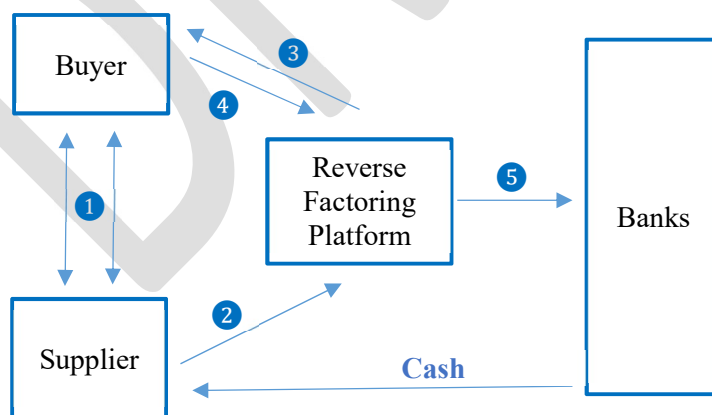 Buyer
3
4
1
Reverse
Factoring
Platform
5
Banks
2
Supplier
Cash